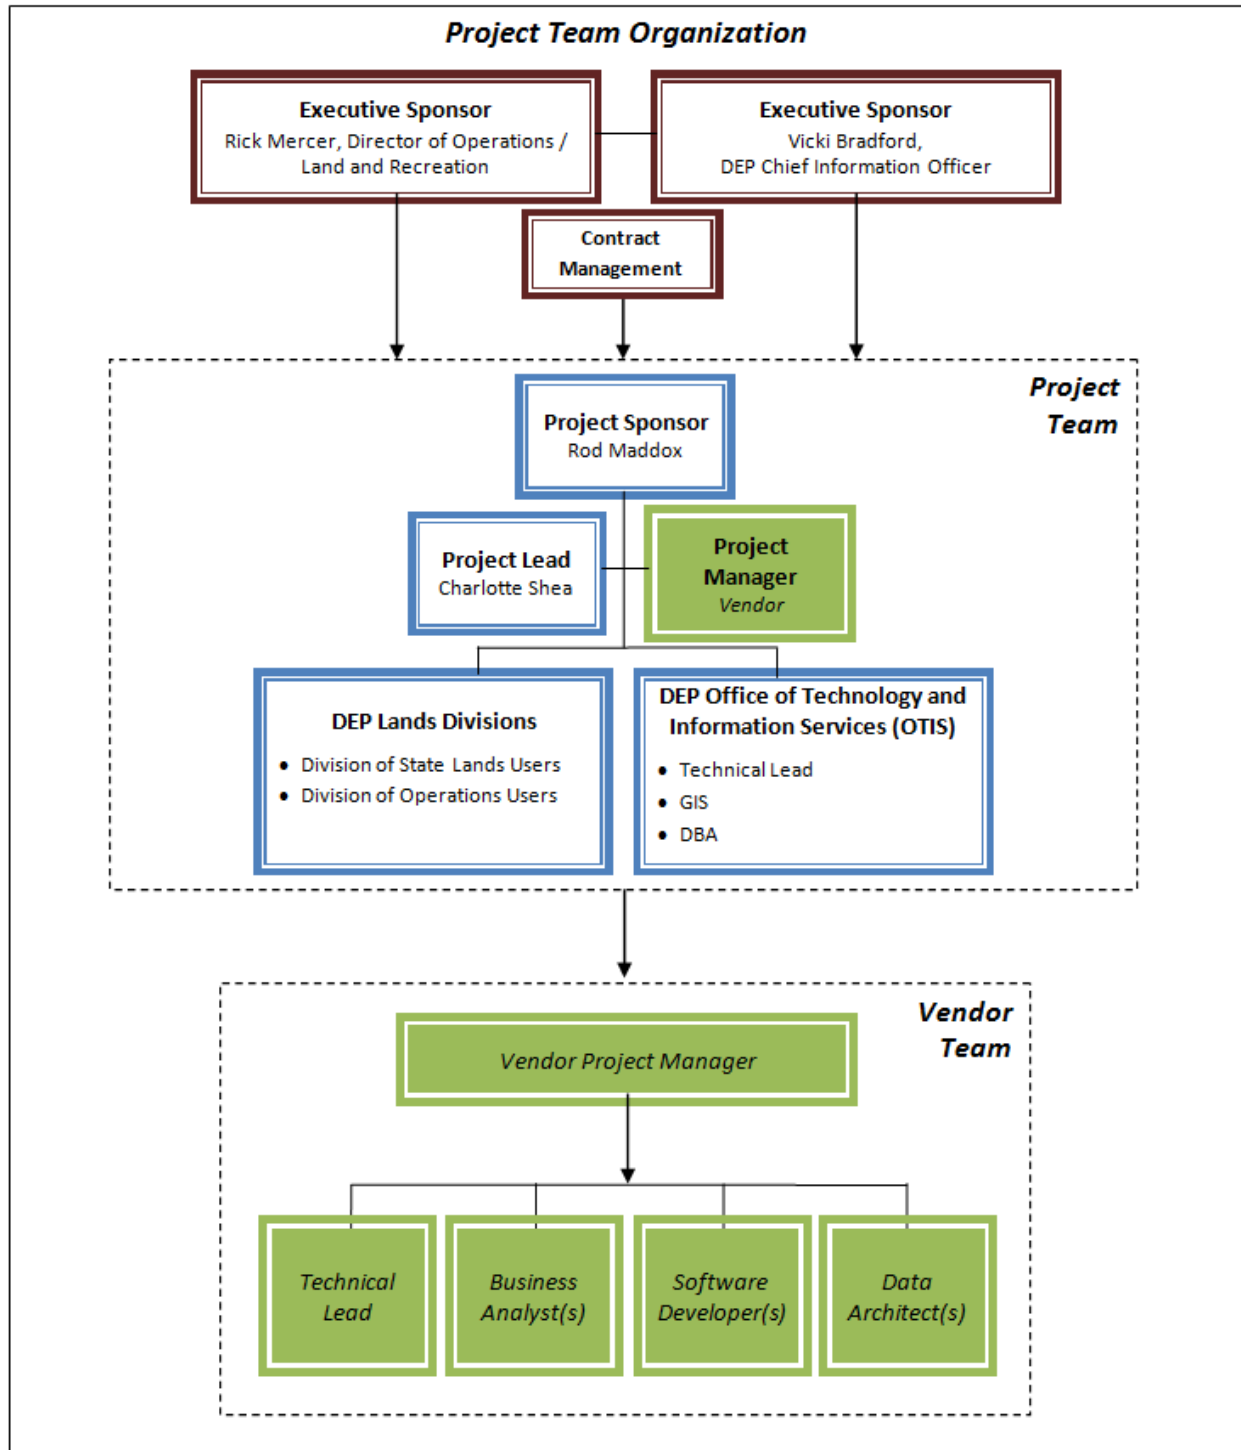 Project Team Organization
Executive Sponsor
Rick Mercer, Director of Operations /
Land and Recreation
Executive Sponsor
Vicki Bradford,
DEP Chief Information Officer
Contract
Management
Project
Team
Project Sponsor
Rod Maddox
Project Lead
Charlotte Shea
Project
Manager
Vendor
DEP Lands Divisions
• Division of State Lands Users
• Division of Operations Users
DEP Office of Technology and
Information Services (OTIS)
• Technical Lead
• GIS
• DBA
Vendor
Team
Vendor Project Manager
Technical
Lead
Business
Analyst(s)
Software
Developer(s)
Data
Architect(s)